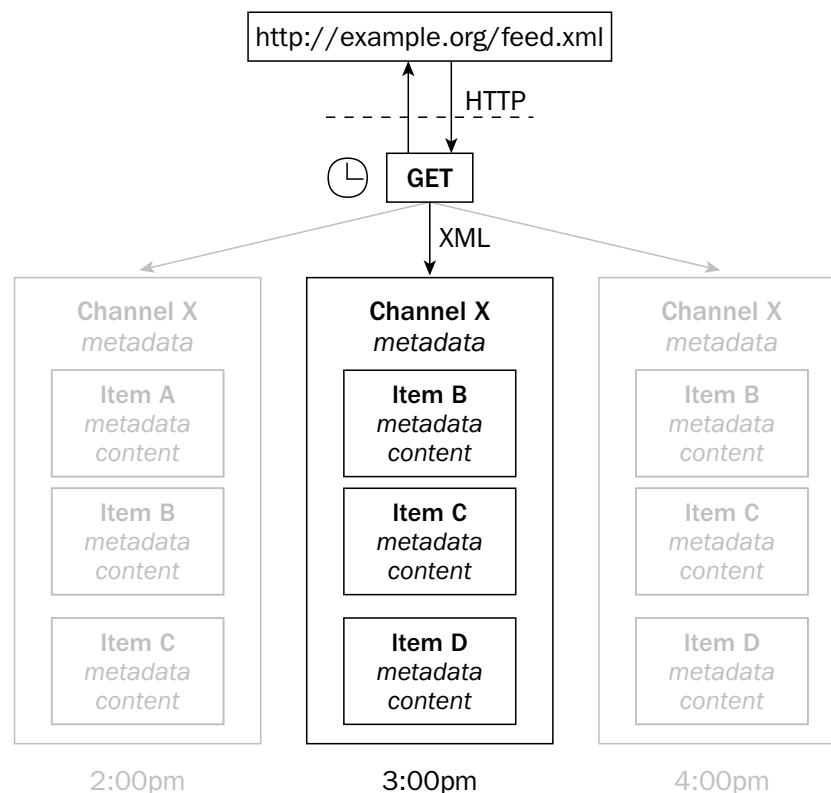 http://example.org/feed.xml
HTTP
GET
XML
Channel X
metadata
Item A
metadata
content
Item B
metadata
content
Item C
metadata
content
2:00pm
Channel X
metadata
Item B
metadata
content
Item C
metadata
content
Item D
metadata
content
3:00pm
Channel X
metadata
Item B
metadata
content
Item C
metadata
content
Item D
metadata
content
4:00pm